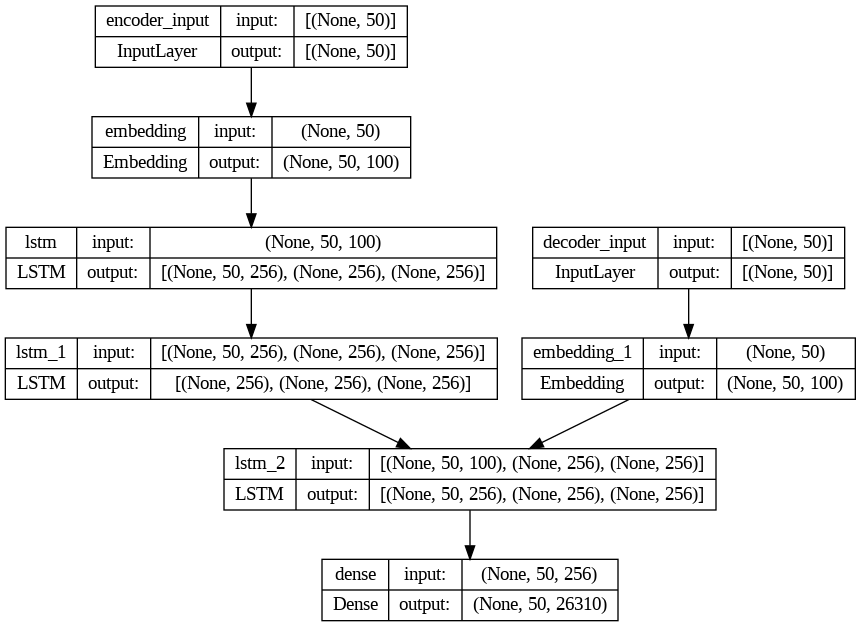 encoder_input input: [(None, 50)]
InputLayer output: [(None, 50)]
embedding input: (None, 50)
Embedding output: (None, 50, 100)
lstm input: (None, 50, 100)
LSTM output: [(None, 50, 256), (None, 256), (None, 256)]
decoder_input input: [(None, 50)]
InputLayer output: [(None, 50)]
lstm_1 input: [(None, 50, 256), (None, 256), (None, 256)]
LSTM output: [(None, 256), (None, 256), (None, 256)]
embedding_1 input: (None, 50)
Embedding output: (None, 50, 100)
lstm_2 input: [(None, 50, 100), (None, 256), (None, 256)]
LSTM output: [(None, 50, 256), (None, 256), (None, 256)]
dense input: (None, 50, 256)
Dense output: (None, 50, 26310)